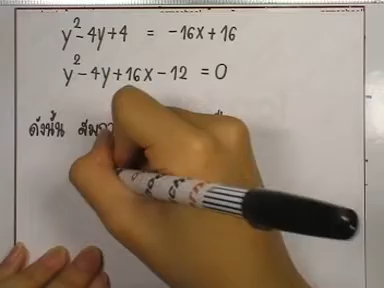 y² - 4y + 4 = -16x + 16
y² - 4y + 16x - 12 = 0
ดังนั้น